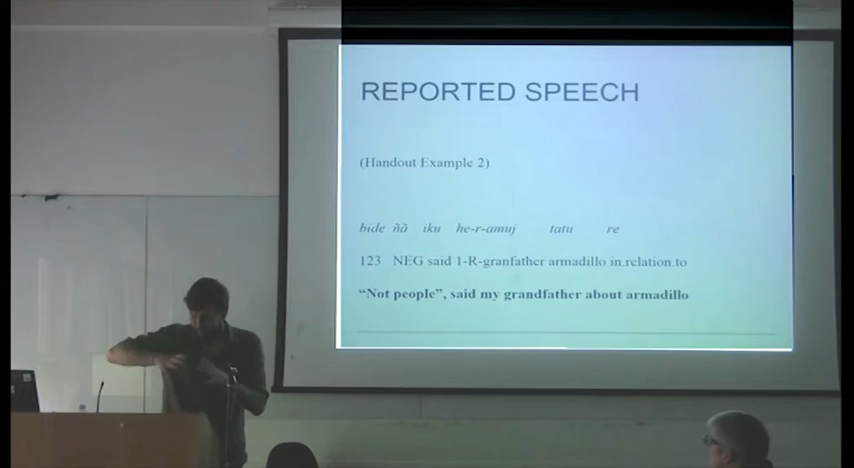 REPORTED SPEECH
(Handout Example 2)
bide ñã iku he-r-amuj tatu re
123 NEG said 1-R-granfather armadillo in.relation.to
“Not people”, said my grandfather about armadillo